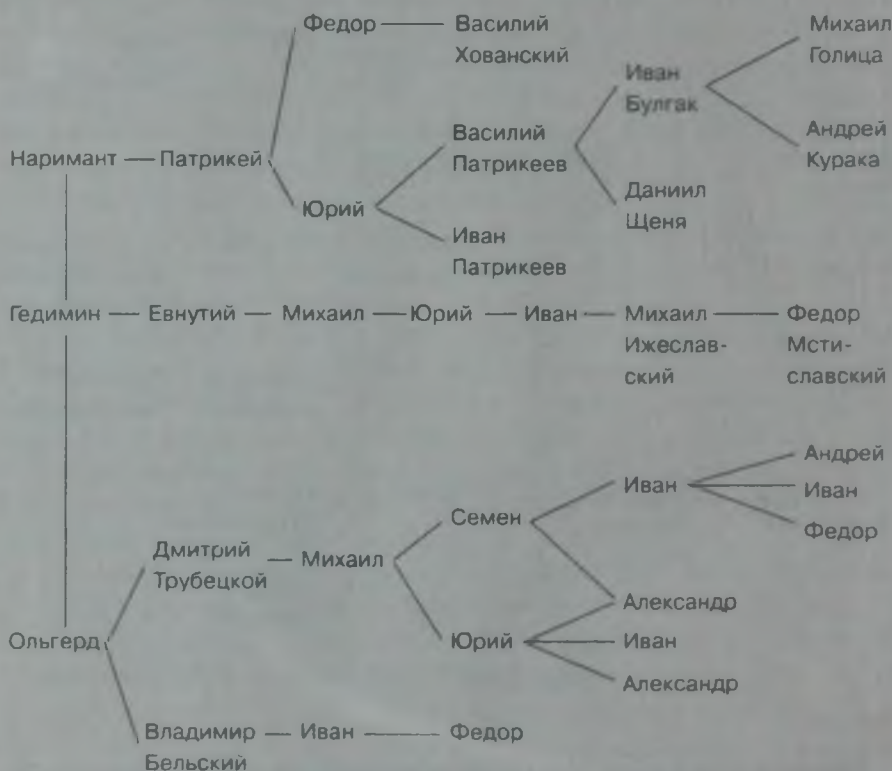 Федор
Василий
Хованский
Михаил
Голица
Иван
Булгак
Андрей
Курака
Василий
Патрикеев
Наримант
Патрикей
Даниил
Щеня
Юрий
Иван
Патрикеев
Гедимин
Евнутий
Михаил
Юрий
Иван
Михаил
Ижеслав-
ский
Федор
Мсти-
славский
Андрей
Иван
Федор
Иван
Семен
Дмитрий
Трубецкой
Михаил
Александр
Ольгерд
Юрий
Иван
Александр
Владимир
Бельский
Иван
Федор